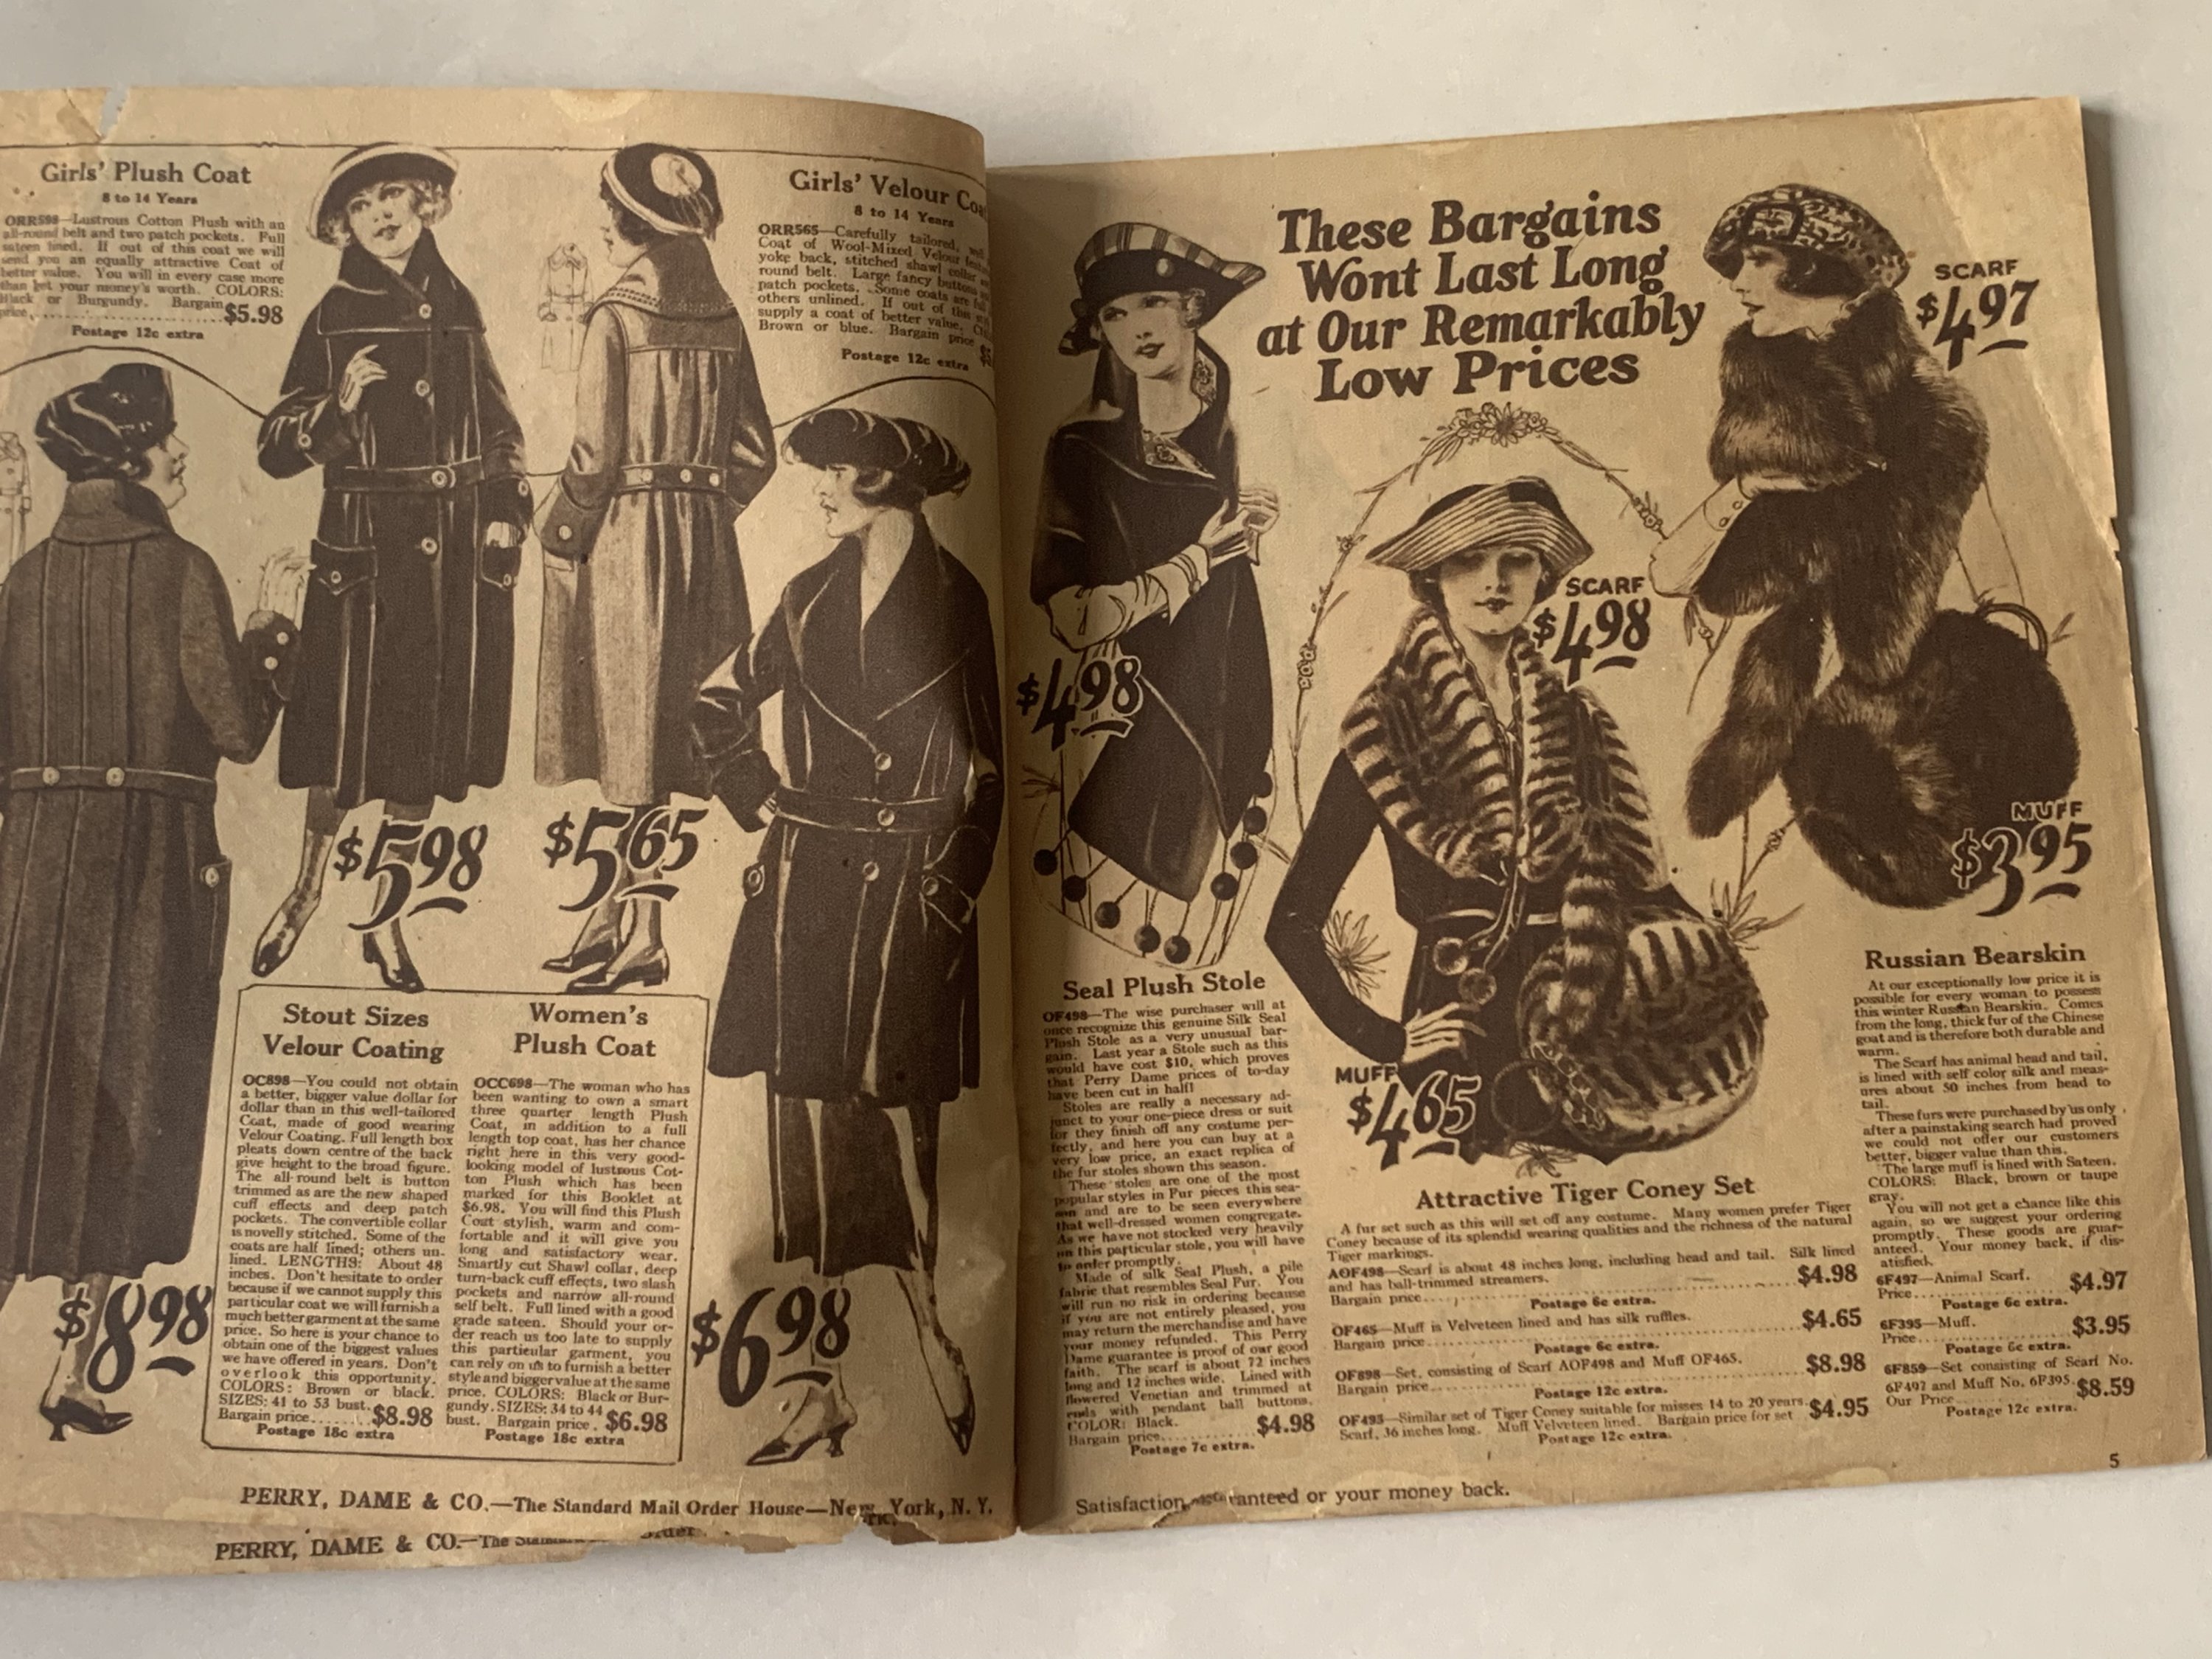 Girls' Plush Coat
8 to 14 Years
ORR598—Lustrous Cotton Plush with an
all-round belt and two patch pockets. Full
sateen lined. If out of this coat we will
send you an equally attractive Coat of
better value. You will in every case more
than get your money's worth. COLORS:
Black or Burgundy. Bargain
price, $5.98
Postage 12c extra
Girls' Velour
8 to 14 Years
ORR565—Carefully tailored,
Coat of Wool-Mixed Velour
yoke back, stitched shawl collar
round belt. Large fancy buttons
patch pockets. Some coats are
others unlined. If out of this
supply a coat of better value.
Brown or blue. Bargain price
Postage 12c extra
$5 98
$5 65
$8 98
$6 98
Stout Sizes
Velour Coating
OC898—You could not obtain
a better, bigger value dollar for
dollar than in this well-tailored
Coat, made of good wearing
Velour Coating. Full length box
pleats down centre of the back
give height to the broad figure.
The all-round belt is button
trimmed as are the new shaped
cuff effects and deep patch
pockets. The convertible collar
is novelly stitched. Some of the
coats are half lined; others un-
lined. LENGTHS: About 48
inches. Don't hesitate to order
because if we cannot supply this
particular coat we will furnish a
much better garment at the same
price. So here is your chance to
obtain one of the biggest values
we have offered in years. Don't
overlook this opportunity.
COLORS: Brown or black.
SIZES: 41 to 53 bust.
Bargain price....... $8.98
Postage 18c extra
Women's
Plush Coat
OCC698—The woman who has
been wanting to own a smart
three quarter length Plush
Coat, in addition to a full
length top coat, has her chance
right here in this very good-
looking model of lustrous Cot-
ton Plush which has been
marked for this Booklet at
$6.98. You will find this Plush
Coat stylish, warm and com-
fortable and it will give you
long and satisfactory wear.
Smartly cut Shawl collar, deep
turn-back cuff effects, two slash
pockets and narrow all-round
self belt. Full lined with a good
grade sateen. Should your or-
der reach us too late to supply
this particular garment, you
can rely on us to furnish a better
style and bigger value at the same
price. COLORS: Black or Bur-
gundy. SIZES: 34 to 44
bust. Bargain price . $6.98
Postage 18c extra
PERRY, DAME & CO.—The Standard Mail Order House—New York, N. Y.
PERRY, DAME & CO.—The
These Bargains
Wont Last Long
at Our Remarkably
Low Prices
SCARF
$4 97
$4 98
SCARF
$4 98
MUFF
$3 95
MUFF
$4 65
Seal Plush Stole
OF498—The wise purchaser will at
once recognize this genuine Silk Seal
Plush Stole as a very unusual bar-
gain. Last year a Stole such as this
would have cost $10, which proves
that Perry Dame prices of to-day
have been cut in half!
Stoles are really a necessary ad-
junct to your one-piece dress or suit
for they finish off any costume per-
fectly, and here you can buy at a
very low price, an exact replica of
the fur stoles shown this season.
These stoles are one of the most
popular styles in Fur pieces this sea-
son and are to be seen everywhere
that well-dressed women congregate.
As we have not stocked very heavily
on this particular stole, you will have
to order promptly.
Made of silk Seal Plush, a pile
fabric that resembles Seal Fur. You
will run no risk in ordering because
if you are not entirely pleased, you
may return the merchandise and have
your money refunded. This Perry
Dame guarantee is proof of our good
faith. The scarf is about 72 inches
long and 12 inches wide. Lined with
flowered Venetian and trimmed at
ends with pendant ball buttons.
COLOR: Black.
Bargain price.......... $4.98
Postage 7c extra.
Attractive Tiger Coney Set
A fur set such as this will set off any costume. Many women prefer Tiger
Coney because of its splendid wearing qualities and the richness of the natural
Tiger markings.
AOF498—Scarf is about 48 inches long, including head and tail. Silk lined
and has ball-trimmed streamers.
Bargain price.......... $4.98
Postage 6c extra.
OF465—Muff is Velveteen lined and has silk ruffles.
Bargain price.......... $4.65
Postage 6c extra.
OF898—Set, consisting of Scarf AOF498 and Muff OF465.
Bargain price.......... $8.98
Postage 12c extra.
OF495—Similar set of Tiger Coney suitable for misses 14 to 20 years.
Scarf, 36 inches long. Muff Velveteen lined. Bargain price for set $4.95
Postage 12c extra.
Russian Bearskin
At our exceptionally low price it is
possible for every woman to possess
this winter Russian Bearskin. Comes
from the long, thick fur of the Chinese
goat and is therefore both durable and
warm.
The Scarf has animal head and tail,
is lined with self color silk and meas-
ures about 50 inches from head to
tail.
These furs were purchased by us only
after a painstaking search had proved
we could not offer our customers
better, bigger value than this.
The large muff is lined with Sateen.
COLORS: Black, brown or taupe
gray.
You will not get a chance like this
again, so we suggest your ordering
promptly. These goods are guar-
anteed. Your money back, if dis-
satisfied.
6F497—Animal Scarf.
Price.......... $4.97
Postage 6c extra.
6F395—Muff.
Price.......... $3.95
Postage 6c extra.
6F859—Set consisting of Scarf No.
6F497 and Muff No. 6F395.
Our Price.......... $8.59
Postage 12c extra.
5
Satisfaction guaranteed or your money back.